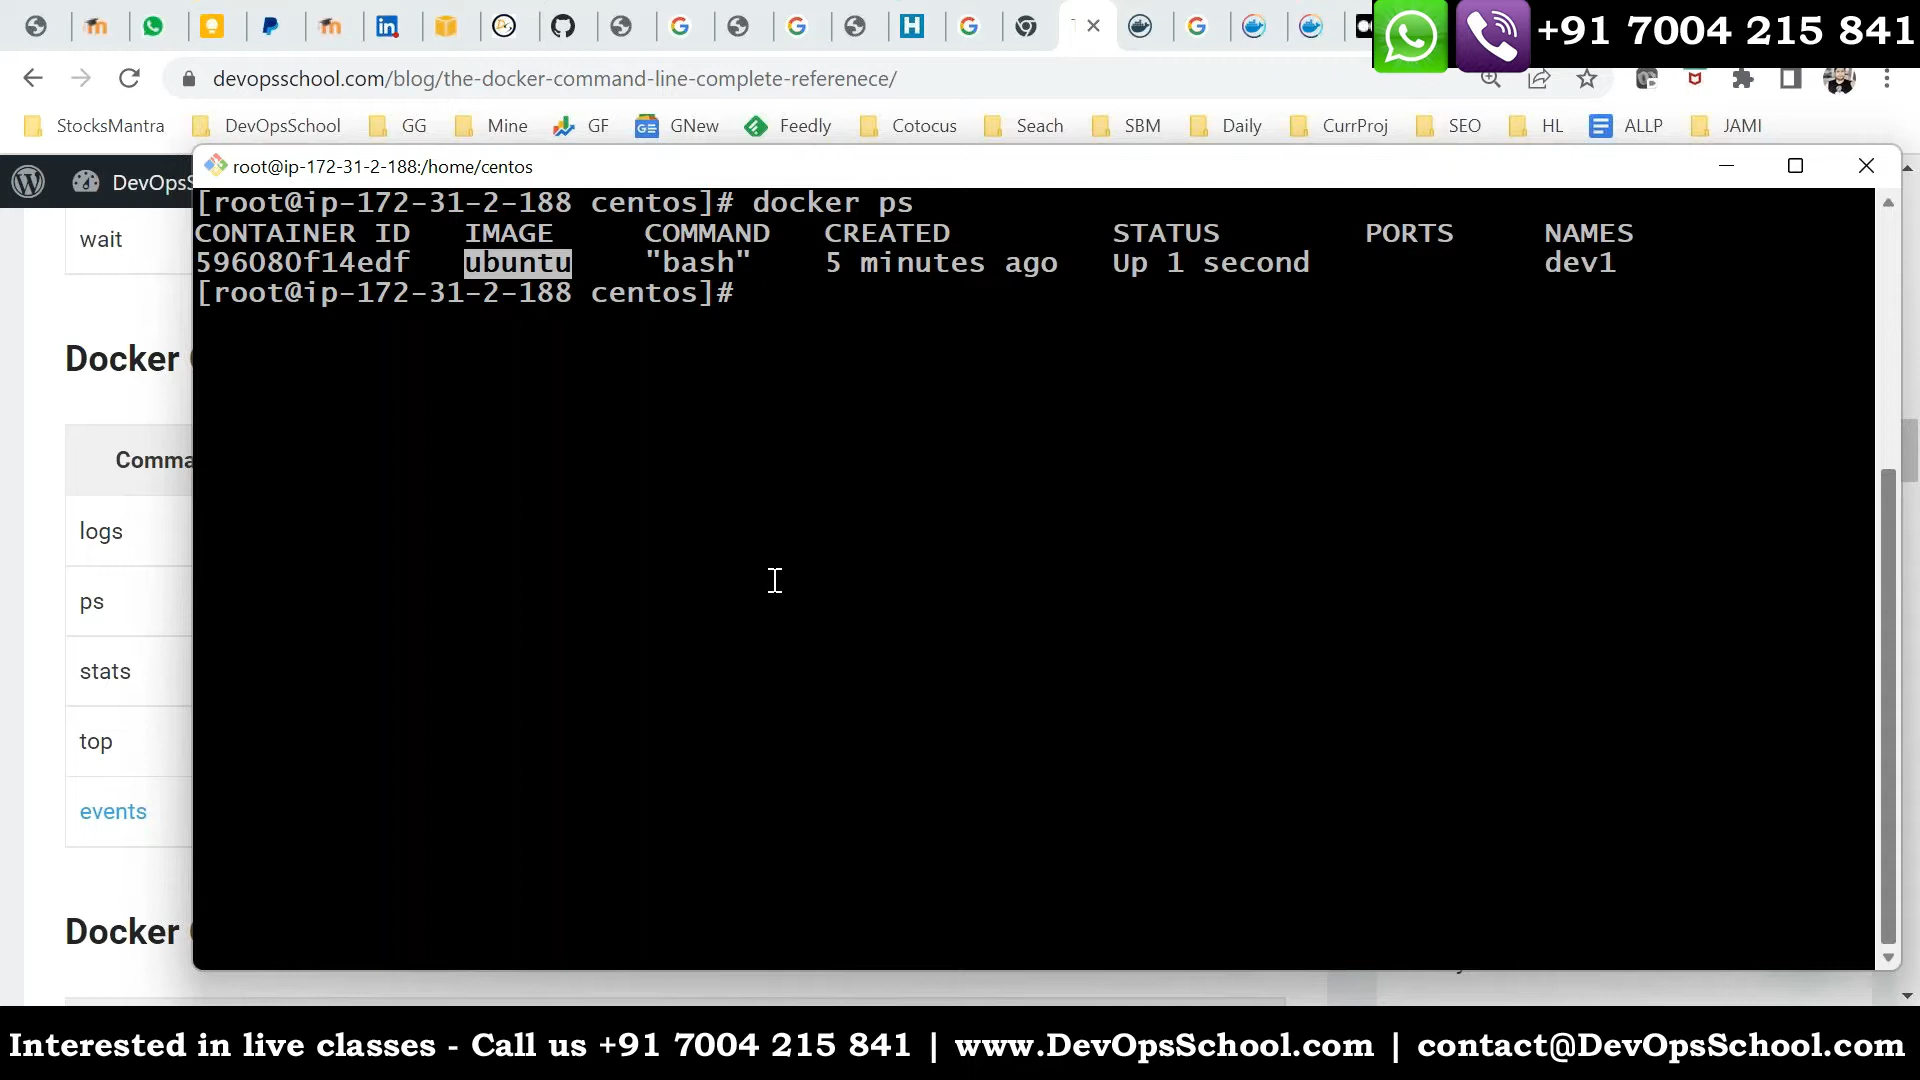 +91 7004 215 841
devopsschool.com/blog/the-docker-command-line-complete-referenece/
StocksMantra DevOpsSchool GG Mine GF GNew Feedly Cotocus Seach SBM Daily CurrProj SEO HL ALLP JAMI
root@ip-172-31-2-188:/home/centos
DevOpsS
[root@ip-172-31-2-188 centos]# docker ps
CONTAINER ID IMAGE COMMAND CREATED STATUS PORTS NAMES
596080f14edf ubuntu "bash" 5 minutes ago Up 1 second dev1
[root@ip-172-31-2-188 centos]#
wait
Docker
Comma
logs
ps
stats
top
events
Docker
Interested in live classes - Call us +91 7004 215 841 | www.DevOpsSchool.com | contact@DevOpsSchool.com